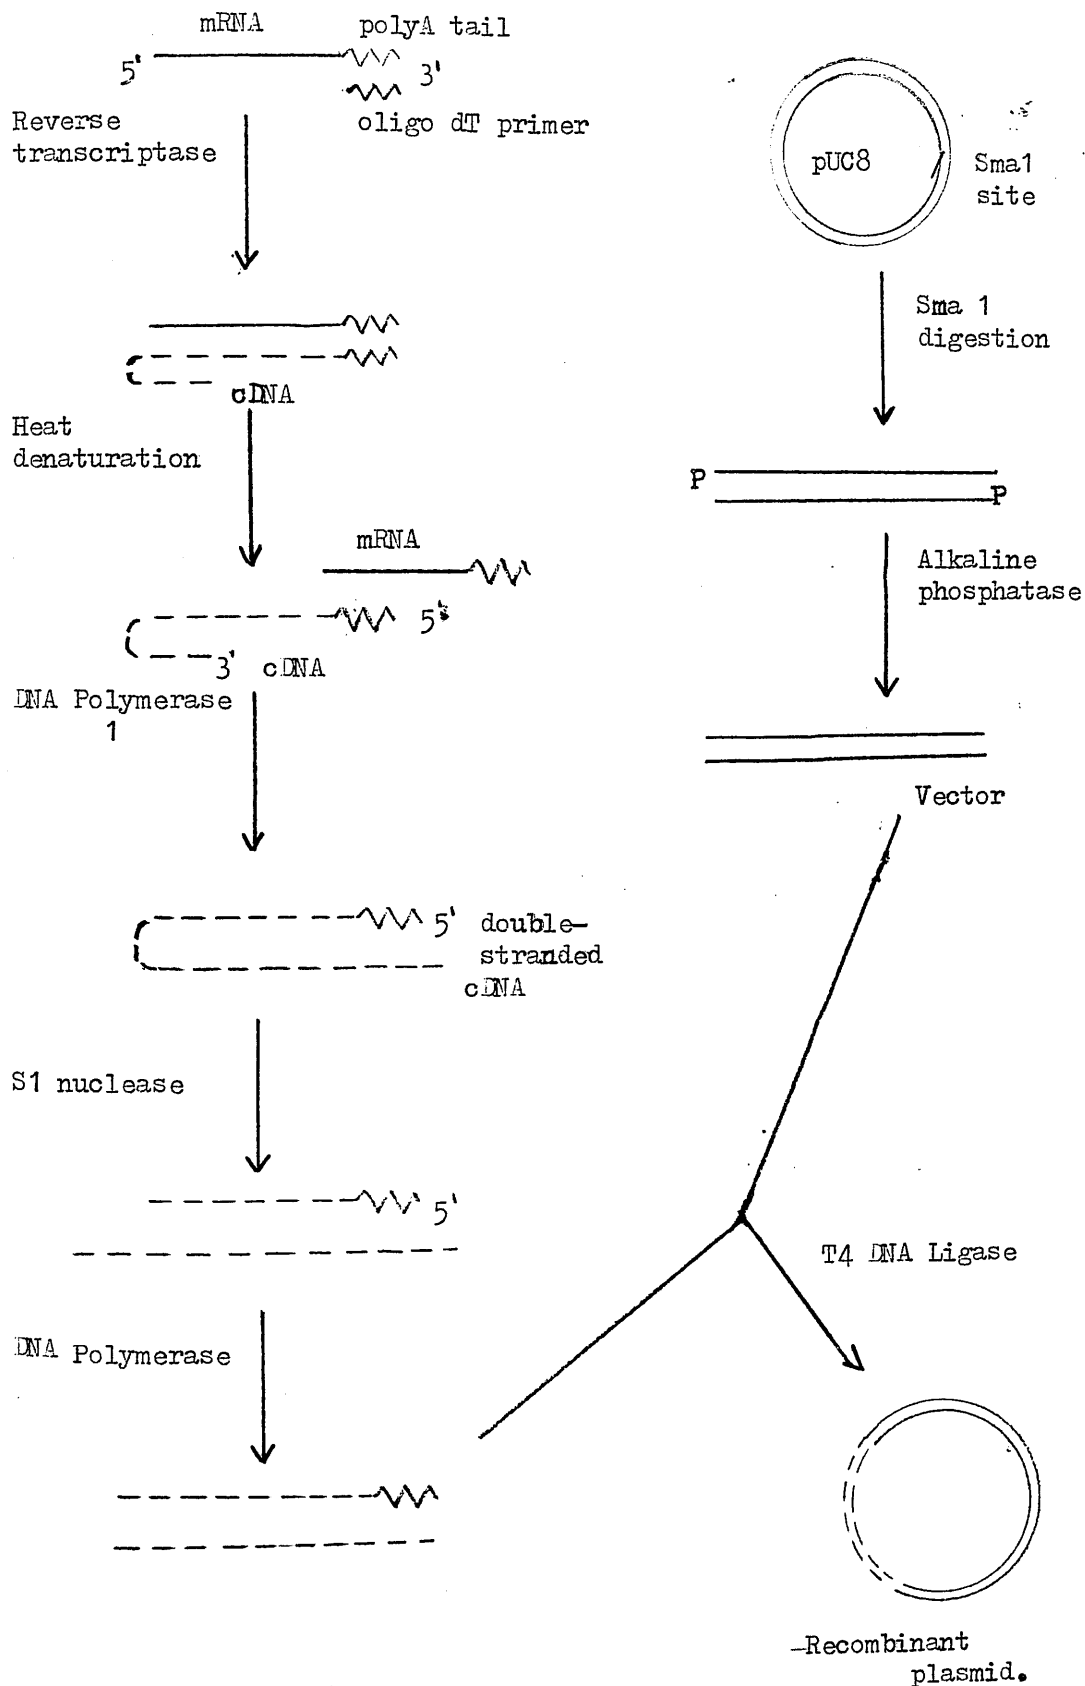 mRNA
polyA tail
5'
3'
oligo dT primer
Reverse
transcriptase
cDNA
Heat
denaturation
mRNA
5'
3'
cDNA
DNA Polymerase
1
5'
double-
stranded
cDNA
S1 nuclease
5'
DNA Polymerase
pUC8
Sma1
site
Sma 1
digestion
P
P
Alkaline
phosphatase
Vector
T4 DNA Ligase
-Recombinant
plasmid.